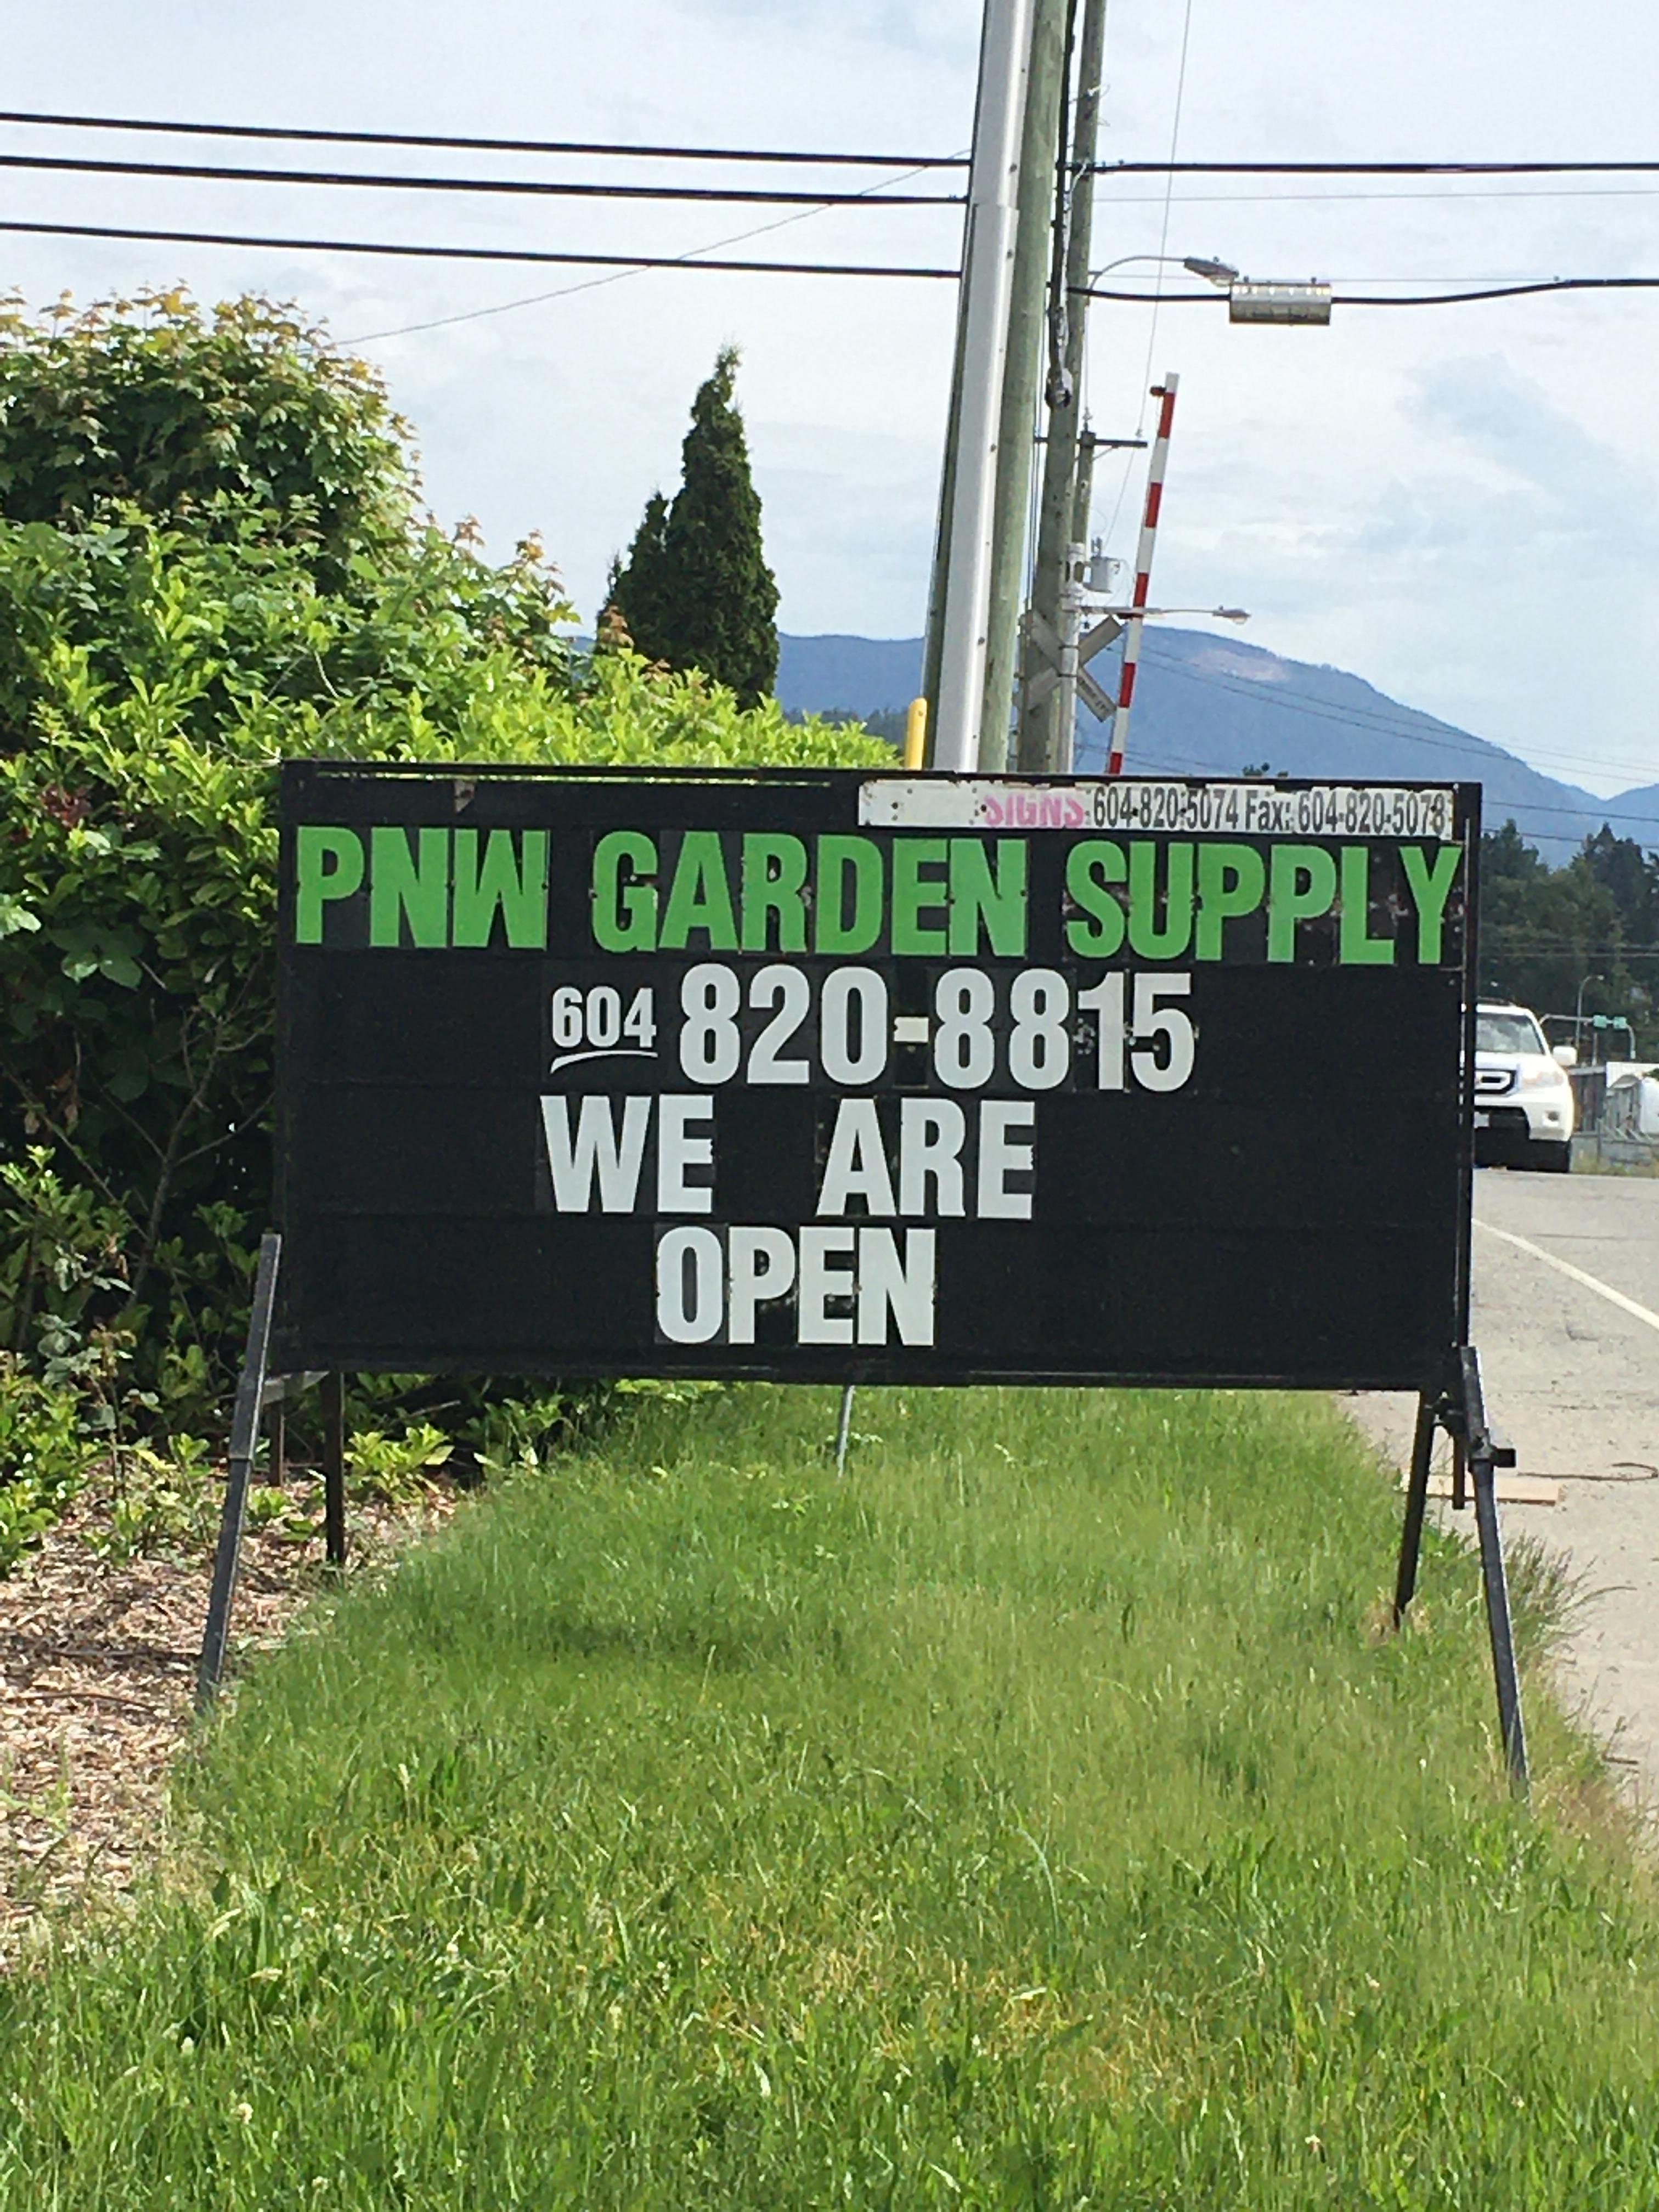 SIGNS 604-820-5074 Fax: 604-820-5078
PNW GARDEN SUPPLY
604 820-8815
WE ARE
OPEN